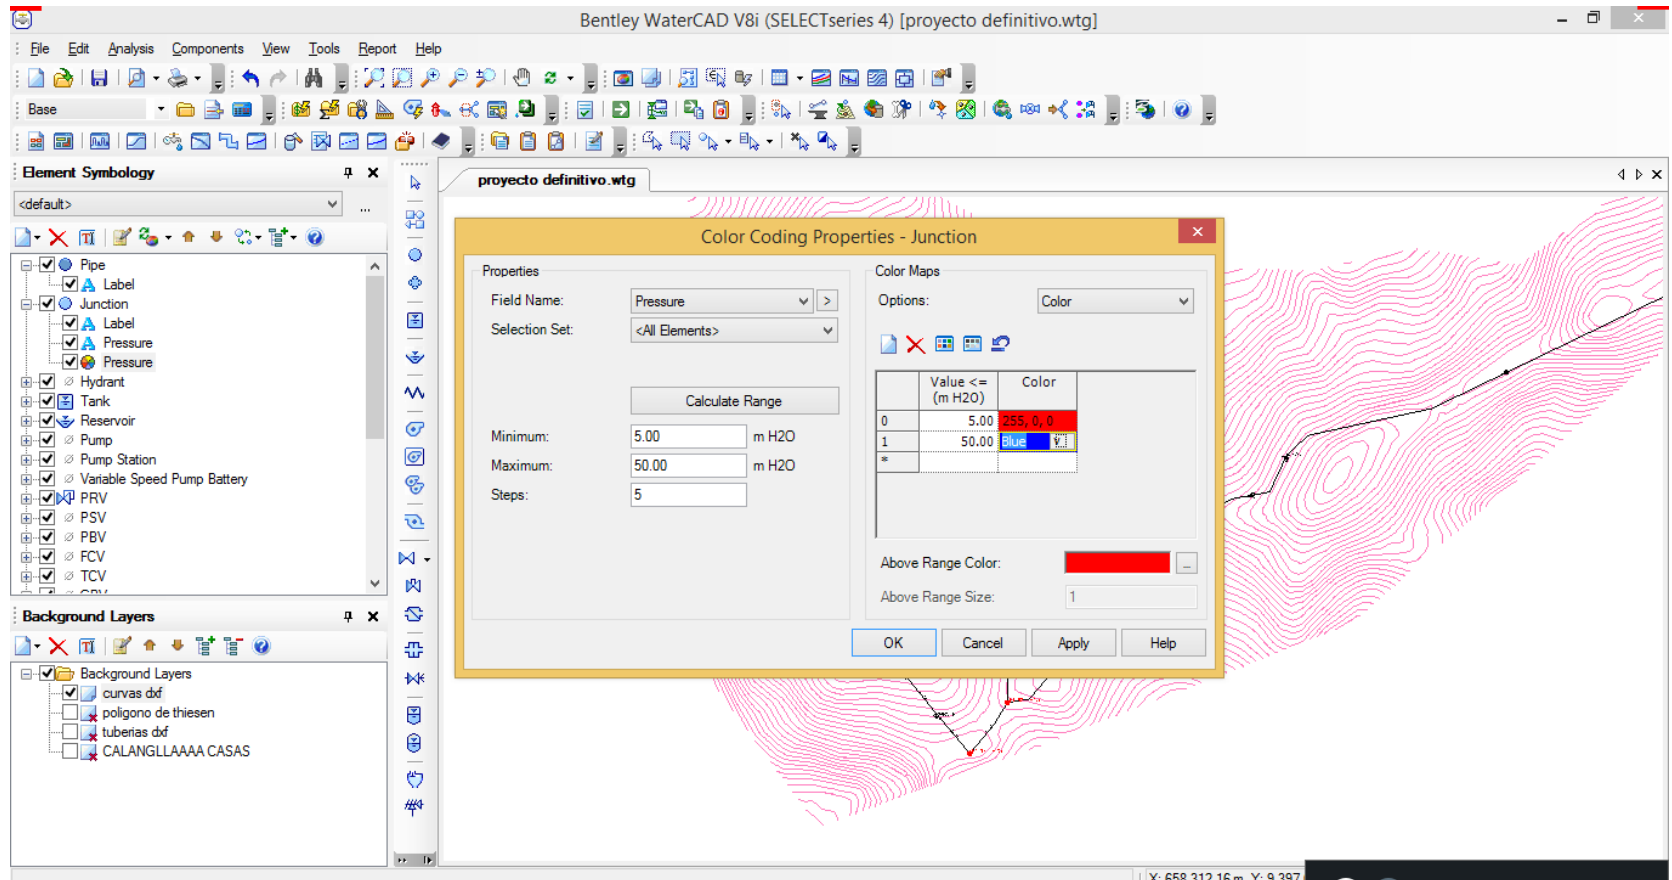 Bentley WaterCAD V8i (SELECTseries 4) [proyecto definitivo.wtg]
File Edit Analysis Components View Tools Report Help
Base
Element Symbology
<default>
...
Pipe
Label
Junction
Label
Pressure
Pressure
Hydrant
Tank
Reservoir
Pump
Pump Station
Variable Speed Pump Battery
PRV
PSV
PBV
FCV
TCV
Background Layers
Background Layers
curvas dxf
poligono de thiesen
tuberias dxf
CALANGLLAAAA CASAS
proyecto definitivo.wtg
Color Coding Properties - Junction
Properties
Field Name: Pressure >
Selection Set: <All Elements>
Calculate Range
Minimum: 5.00 m H2O
Maximum: 50.00 m H2O
Steps: 5
Color Maps
Options: Color
Value <= (m H2O) Color
0 5.00 255, 0, 0
1 50.00 Blue
*
Above Range Color: ...
Above Range Size: 1
OK Cancel Apply Help
X: 658,312.16 m, Y: 9,397